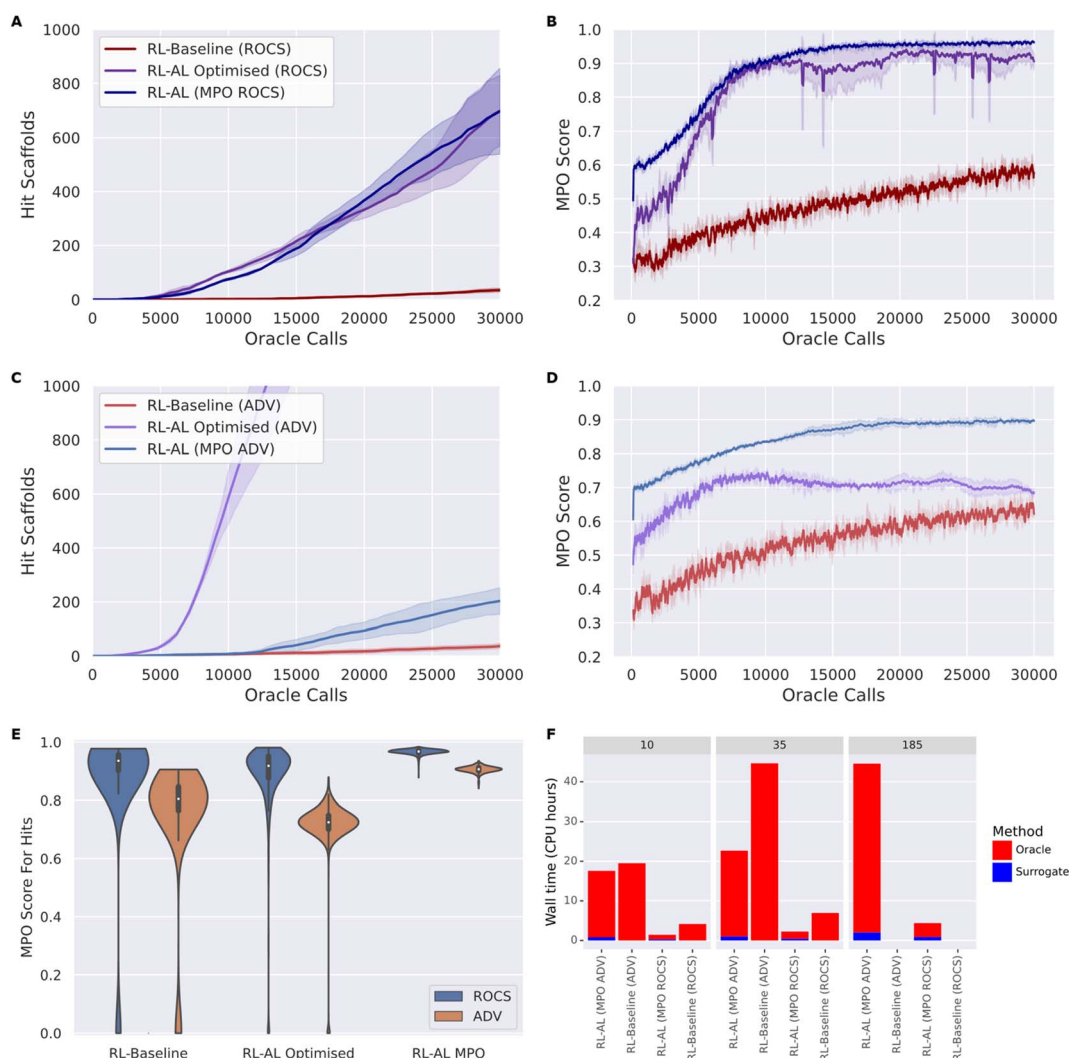 A
1000
800
600
400
200
0
Hit Scaffolds
RL-Baseline (ROCS)
RL-AL Optimised (ROCS)
RL-AL (MPO ROCS)
0 5000 10000 15000 20000 25000 30000
Oracle Calls
B
1.0
0.9
0.8
0.7
0.6
0.5
0.4
0.3
0.2
MPO Score
0 5000 10000 15000 20000 25000 30000
Oracle Calls
C
1000
800
600
400
200
0
Hit Scaffolds
RL-Baseline (ADV)
RL-AL Optimised (ADV)
RL-AL (MPO ADV)
0 5000 10000 15000 20000 25000 30000
Oracle Calls
D
1.0
0.9
0.8
0.7
0.6
0.5
0.4
0.3
0.2
MPO Score
0 5000 10000 15000 20000 25000 30000
Oracle Calls
E
1.0
0.8
0.6
0.4
0.2
0.0
MPO Score For Hits
ROCS
ADV
RL-Baseline RL-AL Optimised RL-AL MPO
F
10 35 185
40
30
20
10
0
Wall time (CPU hours)
Method
Oracle
Surrogate
RL-AL (MPO ADV)
RL-Baseline (ADV)
RL-AL (MPO ROCS)
RL-Baseline (ROCS)
RL-AL (MPO ADV)
RL-Baseline (ADV)
RL-AL (MPO ROCS)
RL-Baseline (ROCS)
RL-AL (MPO ADV)
RL-Baseline (ADV)
RL-AL (MPO ROCS)
RL-Baseline (ROCS)